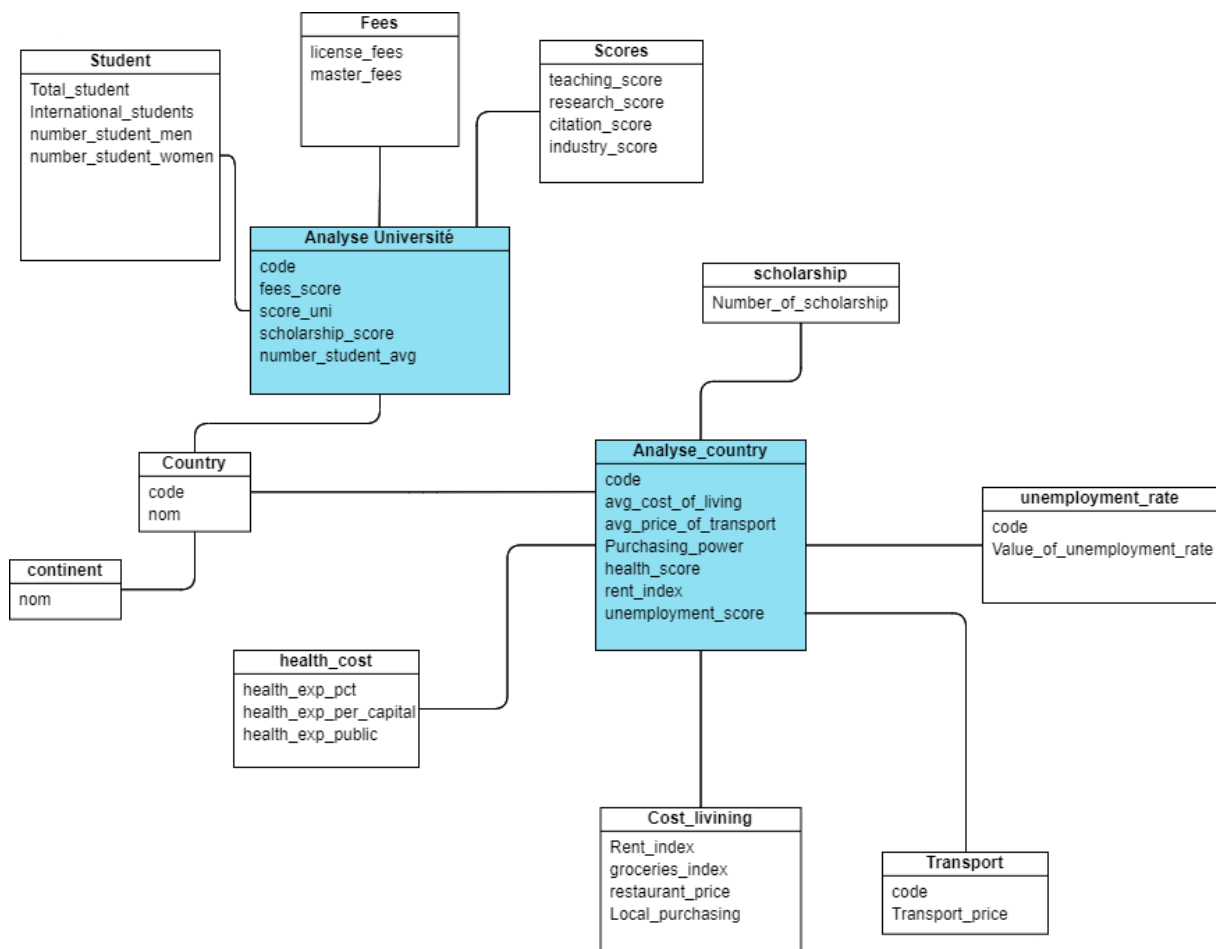 Fees
license_fees
master_fees
Student
Total_student
International_students
number_student_men
number_student_women
Scores
teaching_score
research_score
citation_score
industry_score
Analyse Université
code
fees_score
score_uni
scholarship_score
number_student_avg
scholarship
Number_of_scholarship
Country
code
nom
Analyse_country
code
avg_cost_of_living
avg_price_of_transport
Purchasing_power
health_score
rent_index
unemployment_score
unemployment_rate
code
Value_of_unemployment_rate
continent
nom
health_cost
health_exp_pct
health_exp_per_capital
health_exp_public
Cost_livining
Rent_index
groceries_index
restaurant_price
Local_purchasing
Transport
code
Transport_price